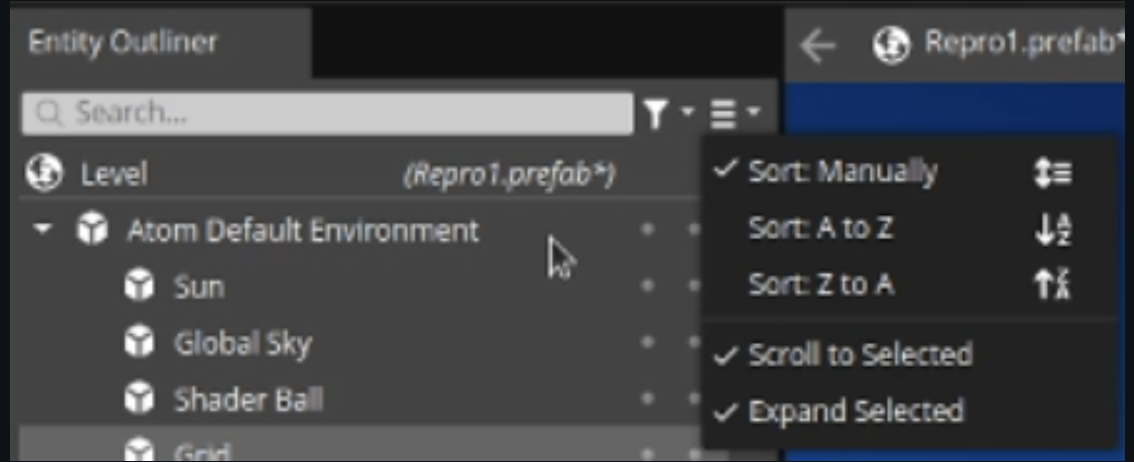 Entity Outliner
Repro1.prefab*
Search...
Level (Repro1.prefab*)
Atom Default Environment
Sun
Global Sky
Shader Ball
Grid
Sort: Manually
Sort: A to Z
Sort: Z to A
Scroll to Selected
Expand Selected